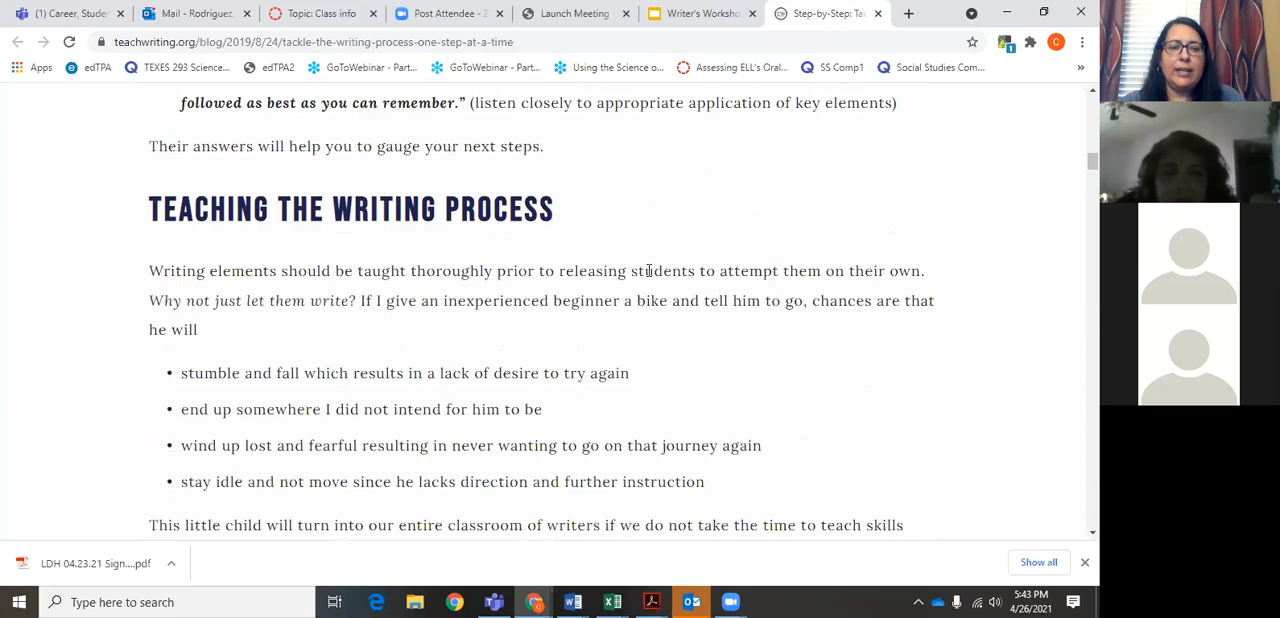 (1) Career, Studen
Mail - Rodriguez,
Topic: Class info
Post Attendee - Z
Launch Meeting
Writer's Worksho
Step-by-Step: Ta
teachwriting.org/blog/2019/8/24/tackle-the-writing-process-one-step-at-a-time
1
C
Apps
edTPA
TEXES 293 Science...
edTPA2
GoToWebinar - Part...
GoToWebinar - Part...
Using the Science o...
Assessing ELL's Oral...
SS Comp1
Social Studies Com...
»
followed as best as you can remember.” (listen closely to appropriate application of key elements)
Their answers will help you to gauge your next steps.
TEACHING THE WRITING PROCESS
Writing elements should be taught thoroughly prior to releasing students to attempt them on their own.
Why not just let them write? If I give an inexperienced beginner a bike and tell him to go, chances are that
he will
• stumble and fall which results in a lack of desire to try again
• end up somewhere I did not intend for him to be
• wind up lost and fearful resulting in never wanting to go on that journey again
• stay idle and not move since he lacks direction and further instruction
This little child will turn into our entire classroom of writers if we do not take the time to teach skills
LDH 04.23.21 Sign....pdf
Show all
Type here to search
5:43 PM
4/26/2021